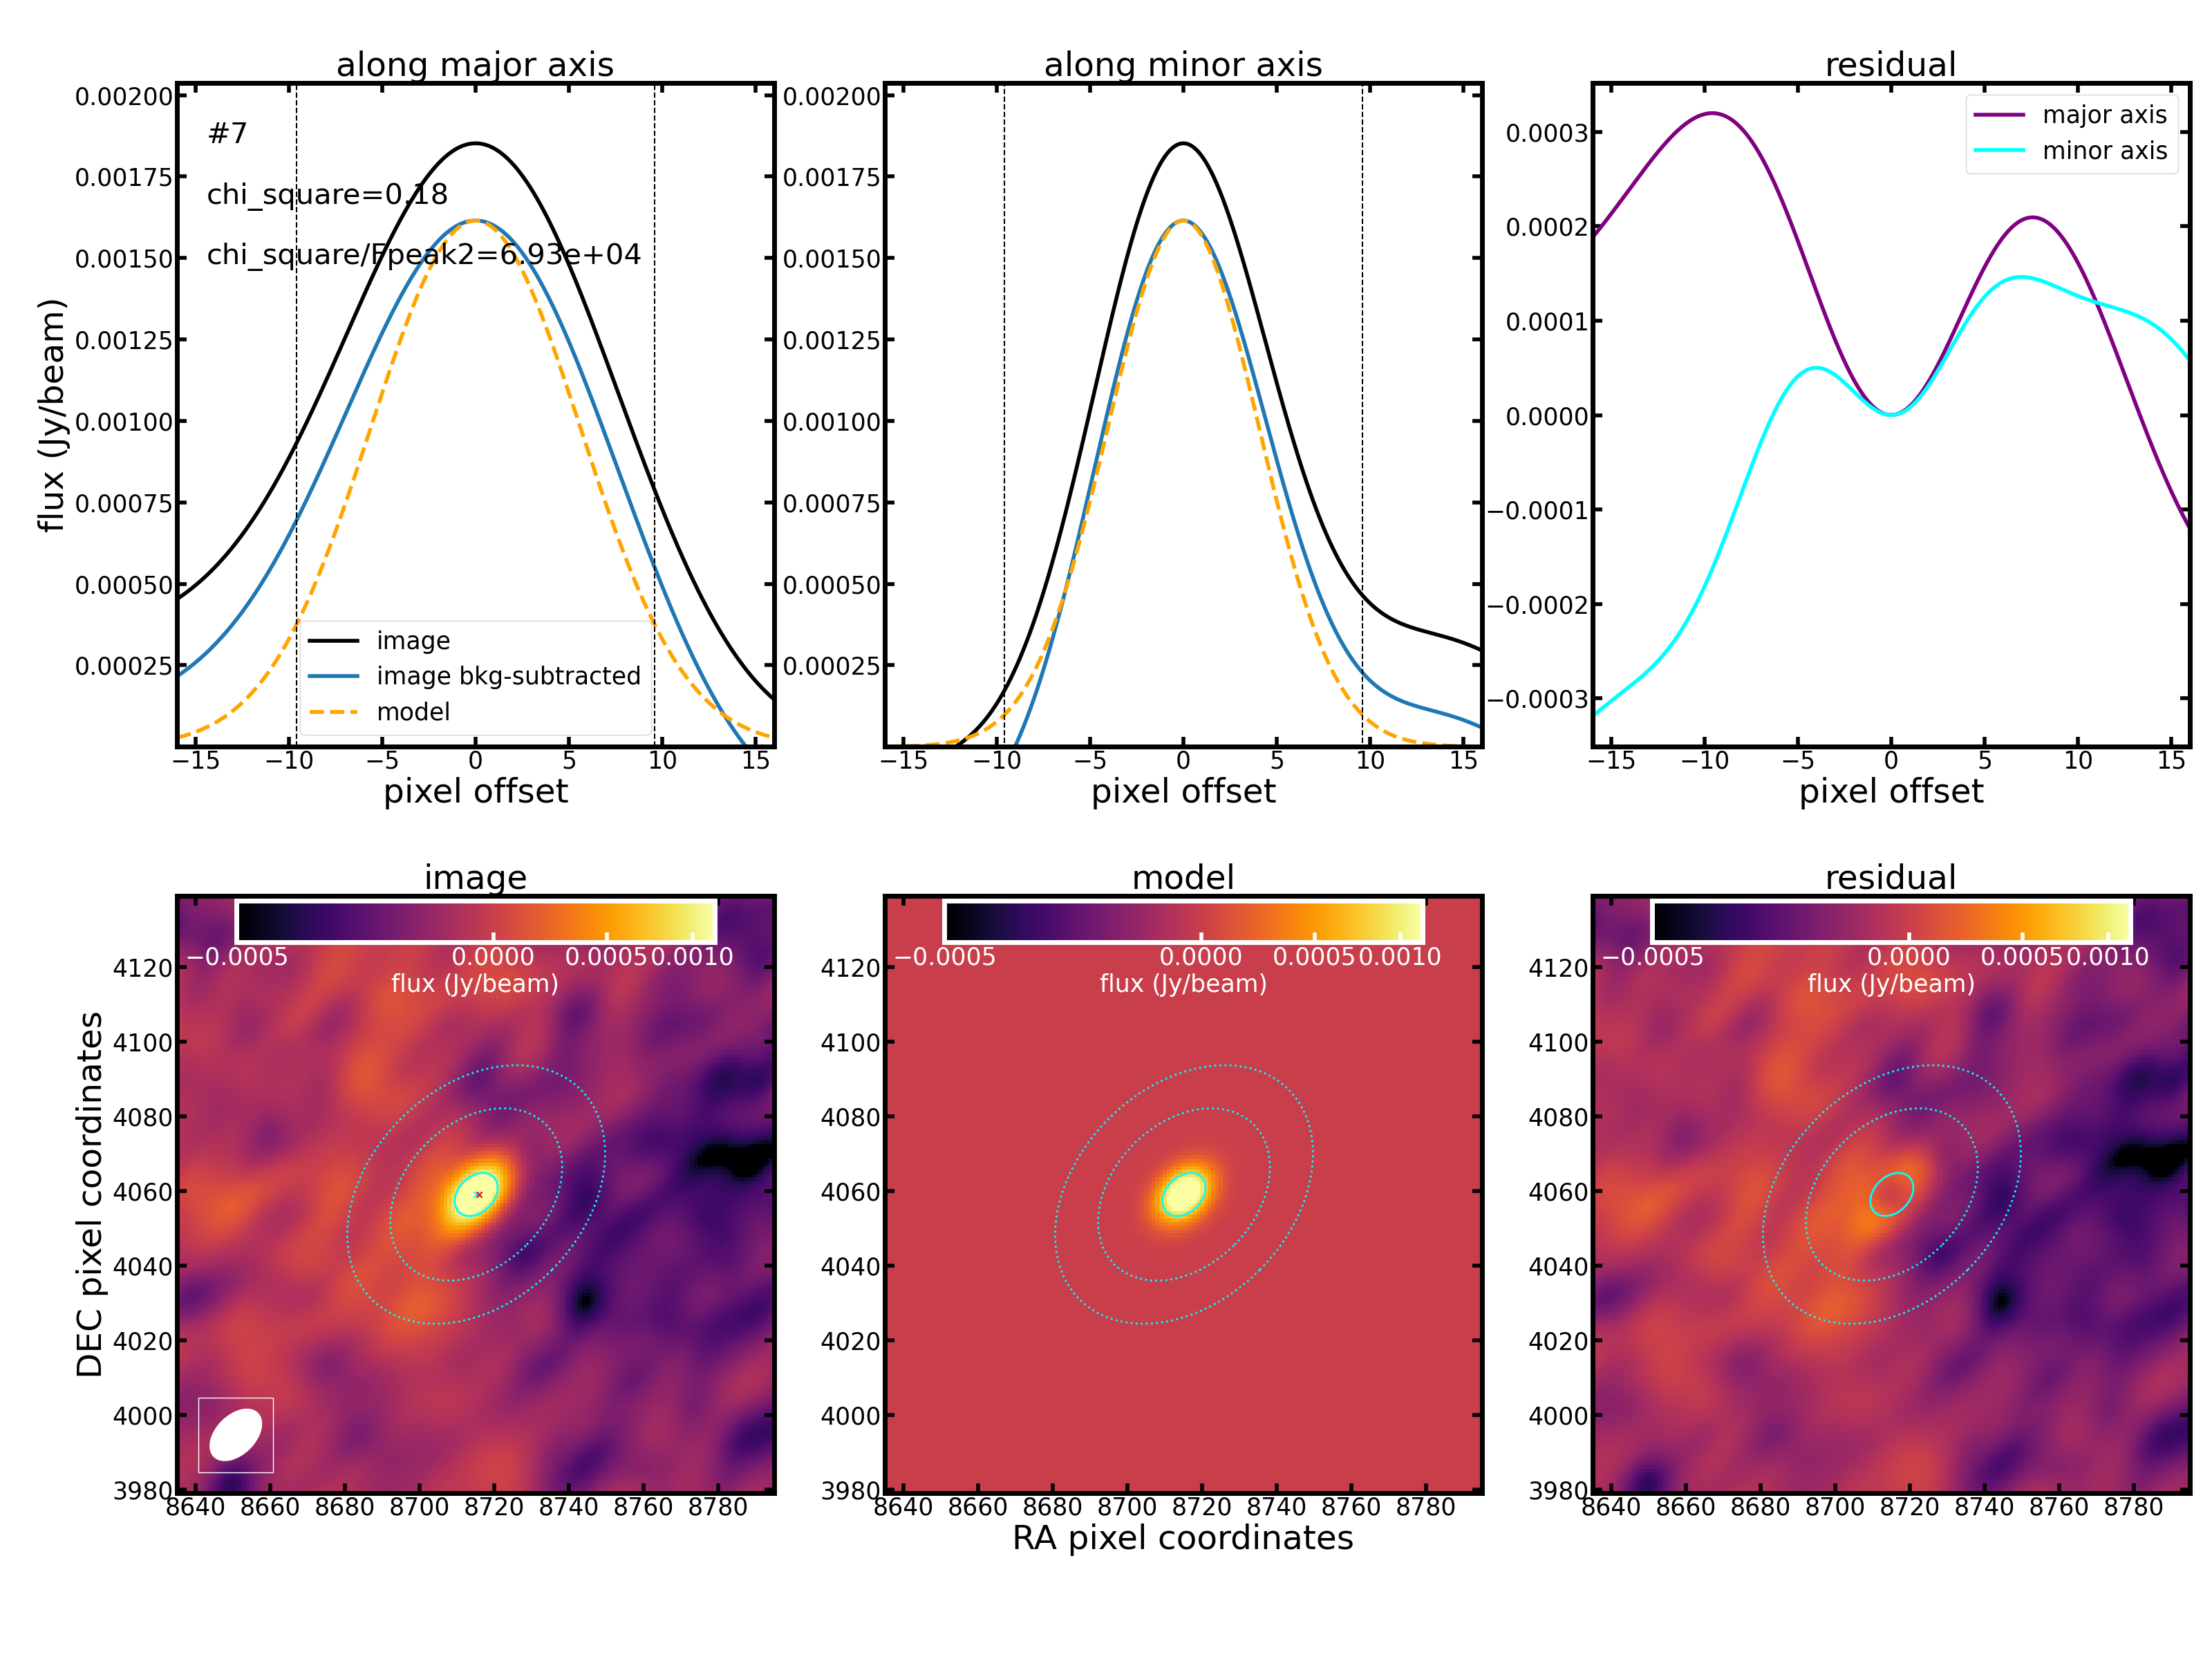 along major axis
along minor axis
residual
0.00200
0.00175
0.00150
0.00125
0.00100
0.00075
0.00050
0.00025
flux (Jy/beam)
#7
chi_square=0.18
chi_square/Fpeak2=6.93e+04
image
image bkg-subtracted
model
−15 −10 −5 0 5 10 15
pixel offset
0.00200
0.00175
0.00150
0.00125
0.00100
0.00075
0.00050
0.00025
−15 −10 −5 0 5 10 15
pixel offset
0.0003
0.0002
0.0001
0.0000
−0.0001
−0.0002
−0.0003
major axis
minor axis
−15 −10 −5 0 5 10 15
pixel offset
image
model
residual
−0.0005 0.0000 0.0005 0.0010
flux (Jy/beam)
4120
4100
4080
4060
4040
4020
4000
3980
DEC pixel coordinates
8640 8660 8680 8700 8720 8740 8760 8780
−0.0005 0.0000 0.0005 0.0010
flux (Jy/beam)
4120
4100
4080
4060
4040
4020
4000
3980
8640 8660 8680 8700 8720 8740 8760 8780
RA pixel coordinates
−0.0005 0.0000 0.0005 0.0010
flux (Jy/beam)
4120
4100
4080
4060
4040
4020
4000
3980
8640 8660 8680 8700 8720 8740 8760 8780